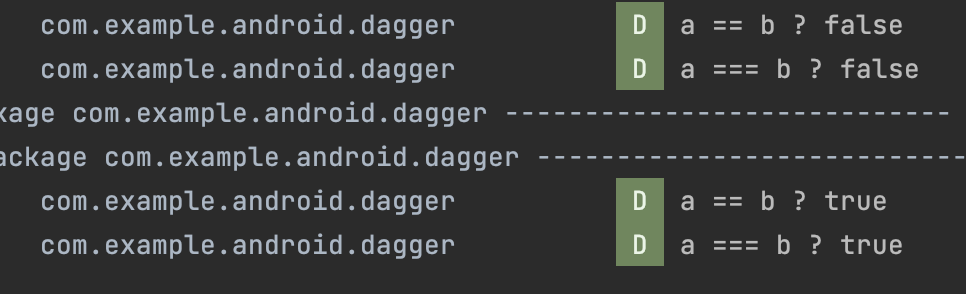 com.example.android.dagger D a == b ? false
com.example.android.dagger D a === b ? false
kage com.example.android.dagger ----------------------------
ackage com.example.android.dagger ---------------------------
com.example.android.dagger D a == b ? true
com.example.android.dagger D a === b ? true